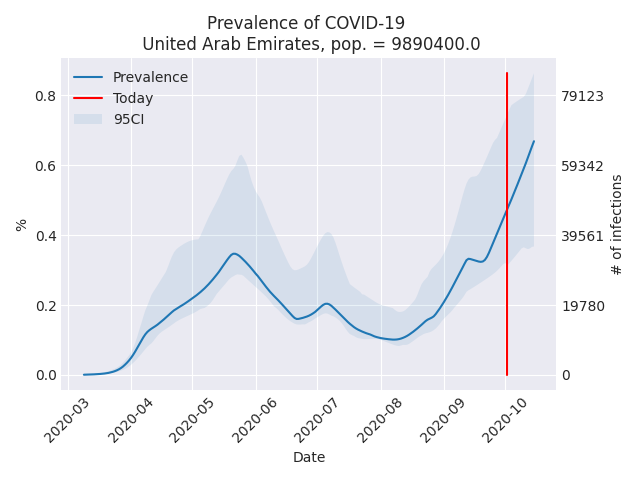 Prevalence of COVID-19
United Arab Emirates, pop. = 9890400.0
Prevalence
Today
95CI
0.8
0.6
0.4
0.2
0.0
%
79123
59342
39561
19780
0
# of infections
2020-03
2020-04
2020-05
2020-06
2020-07
2020-08
2020-09
2020-10
Date